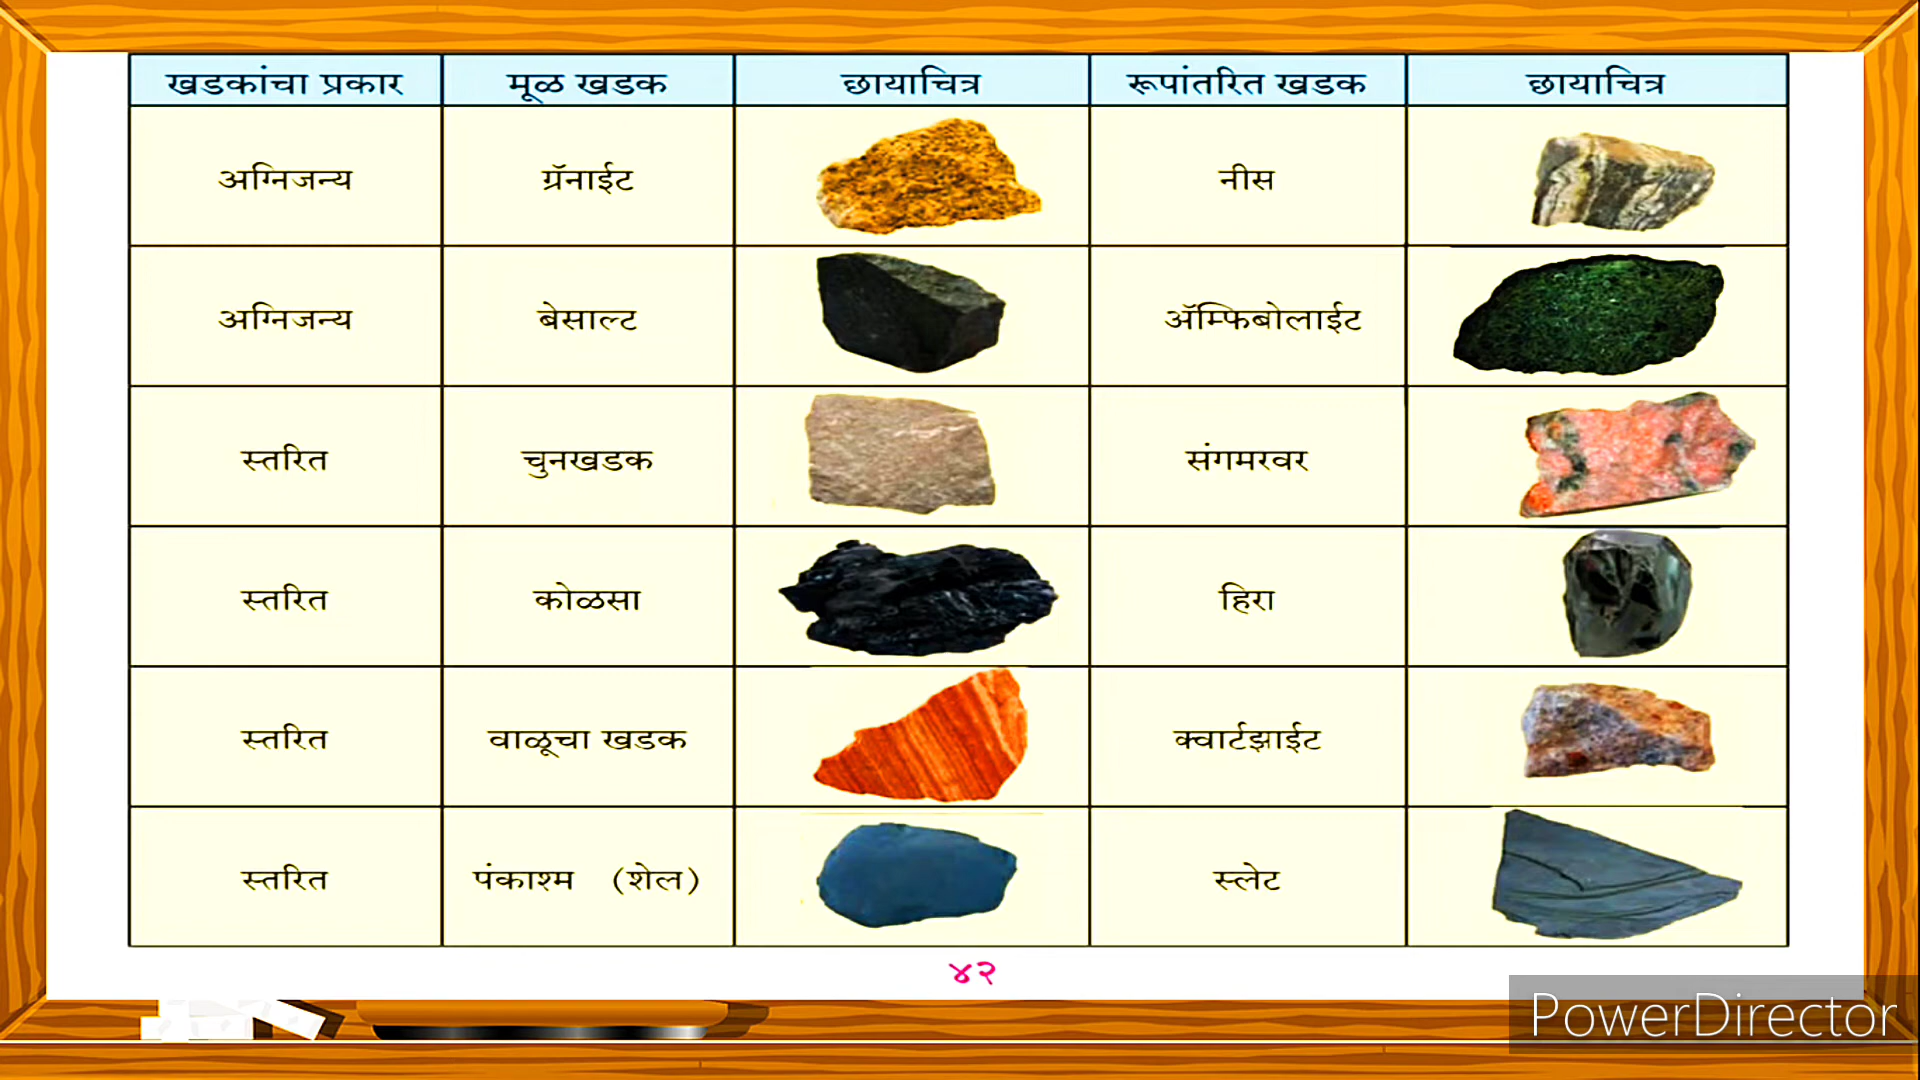 खडकांचा प्रकार मूळ खडक छायाचित्र रूपांतरित खडक छायाचित्र
अग्निजन्य ग्रॅनाईट नीस
अग्निजन्य बेसाल्ट ॲम्फिबोलाईट
स्तरित चुनखडक संगमरवर
स्तरित कोळसा हिरा
स्तरित वाळूचा खडक क्वार्टझाईट
स्तरित पंकाश्म (शेल) स्लेट
४२
PowerDirector